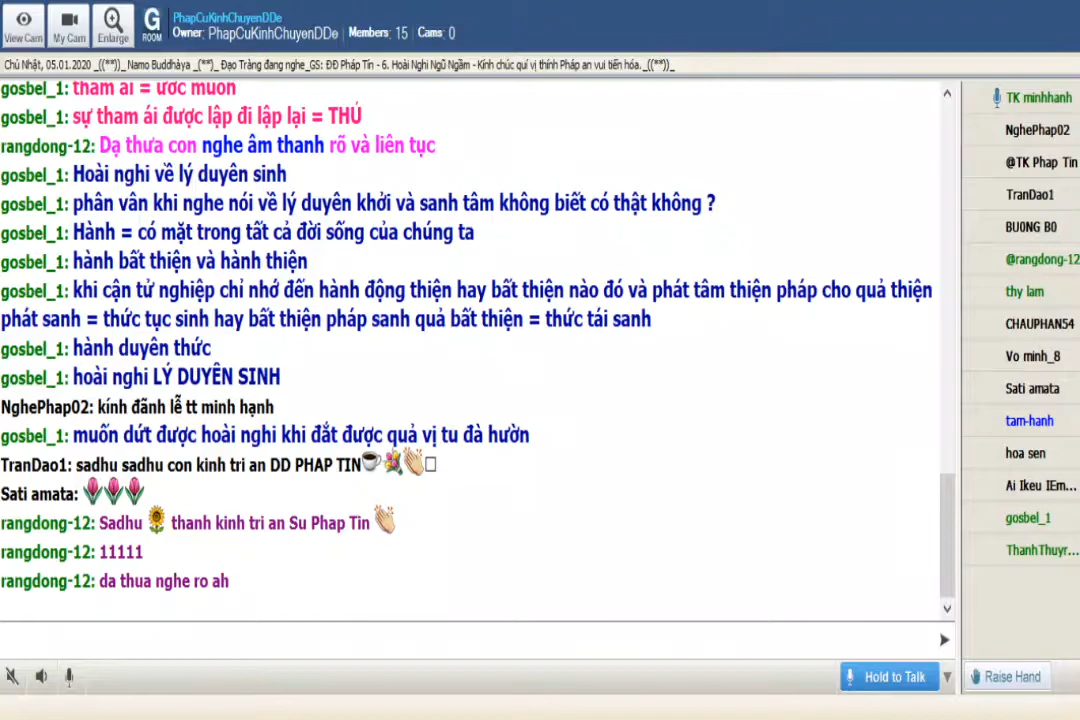 PhapCuKinhChuyenDDe
Owner: PhapCuKinhChuyenDDe Members: 15 Cams: 0
View Cam My Cam Enlarge G ROOM
Chủ Nhật, 05.01.2020 _((**))_ Namo Buddhàya _(**)_ Đạo Tràng đang nghe_GS: ĐĐ Pháp Tín - 6. Hoài Nghi Ngũ Ngầm - Kính chúc quí vị thính Pháp an vui tiến hóa. _((**))_
gosbel_1: tham ái = ước muốn
gosbel_1: sự tham ái được lập đi lập lại = THỦ
rangdong-12: Dạ thưa con nghe âm thanh rõ và liên tục
gosbel_1: Hoài nghi về lý duyên sinh
gosbel_1: phân vân khi nghe nói về lý duyên khởi và sanh tâm không biết có thật không ?
gosbel_1: Hành = có mặt trong tất cả đời sống của chúng ta
gosbel_1: hành bất thiện và hành thiện
gosbel_1: khi cận tử nghiệp chỉ nhớ đến hành động thiện hay bất thiện nào đó và phát tâm thiện pháp cho quả thiện
phát sanh = thức tục sinh hay bất thiện pháp sanh quả bất thiện = thức tái sanh
gosbel_1: hành duyên thức
gosbel_1: hoài nghi LÝ DUYÊN SINH
NghePhap02: kính đãnh lễ tt minh hạnh
gosbel_1: muốn dứt được hoài nghi khi đắt được quả vị tu đà hườn
TranDao1: sadhu sadhu con kinh tri an DD PHAP TIN
Sati amata:
rangdong-12: Sadhu thanh kinh tri an Su Phap Tin
rangdong-12: 11111
rangdong-12: da thua nghe ro ah
TK minhhanh
NghePhap02
@TK Phap Tin
TranDao1
BU0NG B0
@rangdong-12
thy lam
CHAUPHAN54
Vo minh_8
Sati amata
tam-hanh
hoa sen
Ai Ikeu IEm...
gosbel_1
ThanhThuyr...
Hold to Talk
Raise Hand